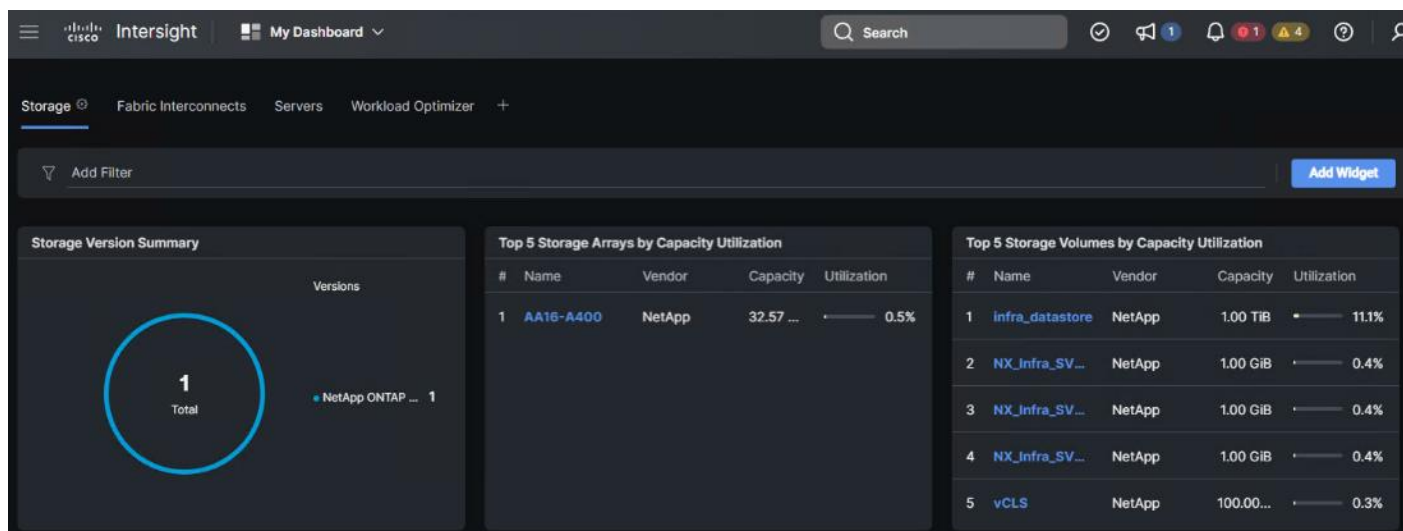 cisco Intersight My Dashboard Search 1 1 4
Storage Fabric Interconnects Servers Workload Optimizer +
Add Filter Add Widget
Storage Version Summary
Versions
1
Total
NetApp ONTAP ... 1
Top 5 Storage Arrays by Capacity Utilization
# Name Vendor Capacity Utilization
1 AA16-A400 NetApp 32.57 ... 0.5%
Top 5 Storage Volumes by Capacity Utilization
# Name Vendor Capacity Utilization
1 infra_datastore NetApp 1.00 TiB 11.1%
2 NX_Infra_SV... NetApp 1.00 GiB 0.4%
3 NX_Infra_SV... NetApp 1.00 GiB 0.4%
4 NX_Infra_SV... NetApp 1.00 GiB 0.4%
5 vCLS NetApp 100.00... 0.3%